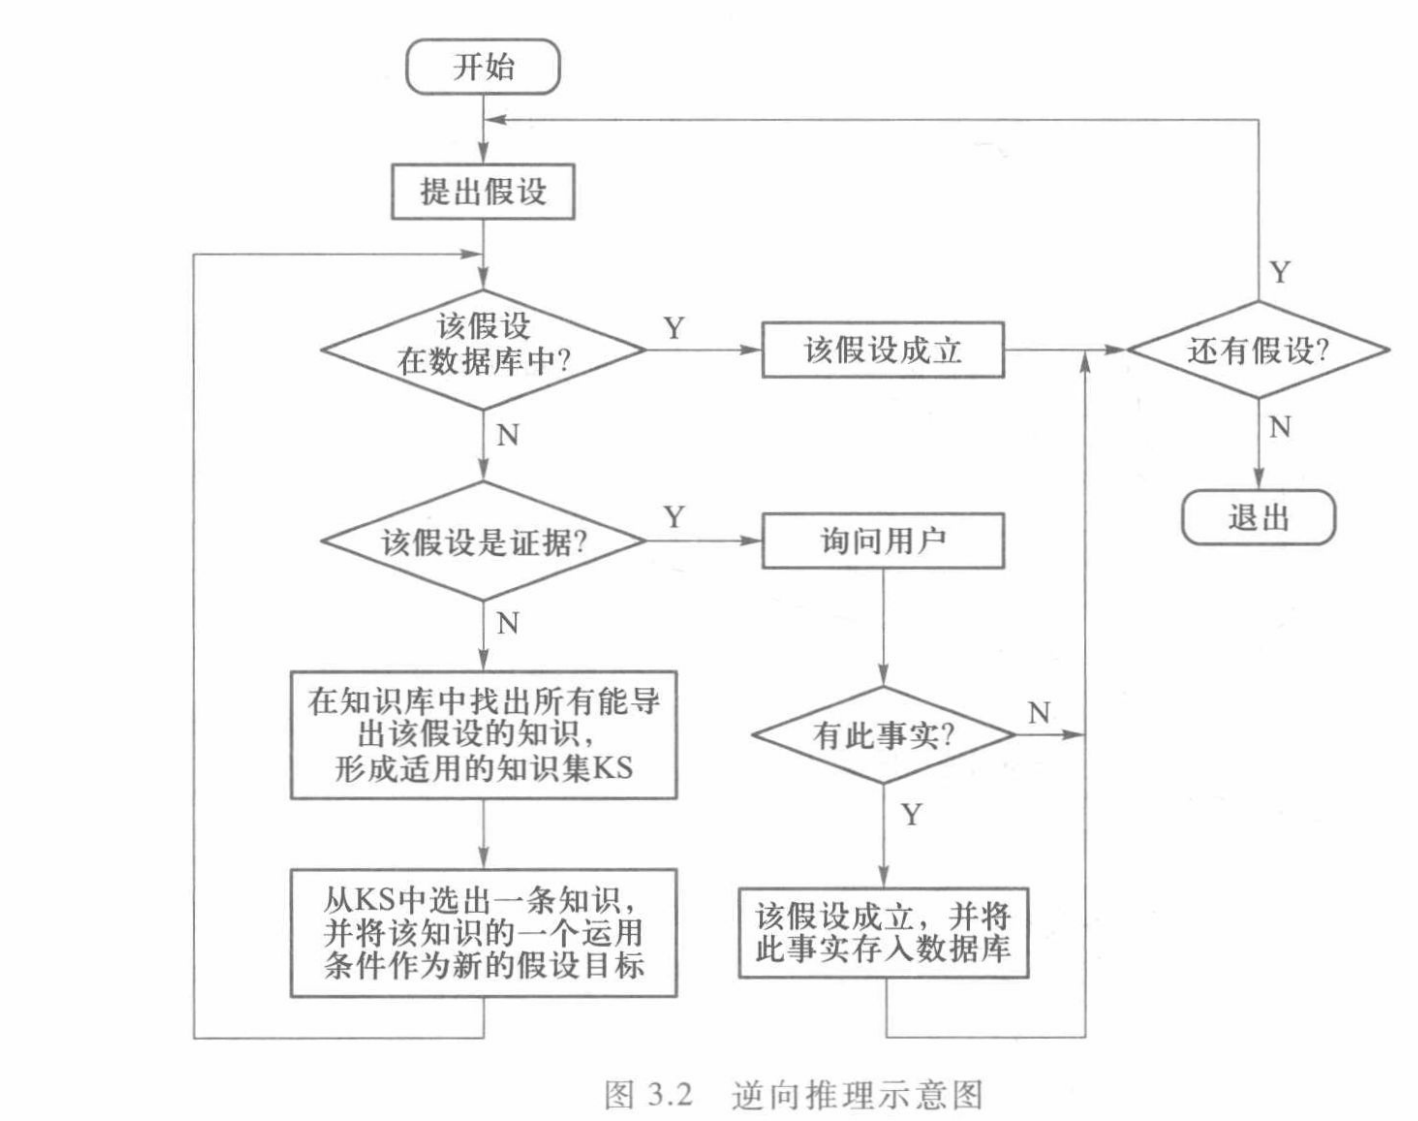 开始
提出假设
该假设
在数据库中?
Y
该假设成立
还有假设?
Y
N
退出
N
该假设是证据?
Y
询问用户
N
在知识库中找出所有能导
出该假设的知识,
形成适用的知识集KS
有此事实?
N
Y
从KS中选出一条知识,
并将该知识的一个运用
条件作为新的假设目标
该假设成立,并将
此事实存入数据库
图 3.2 逆向推理示意图